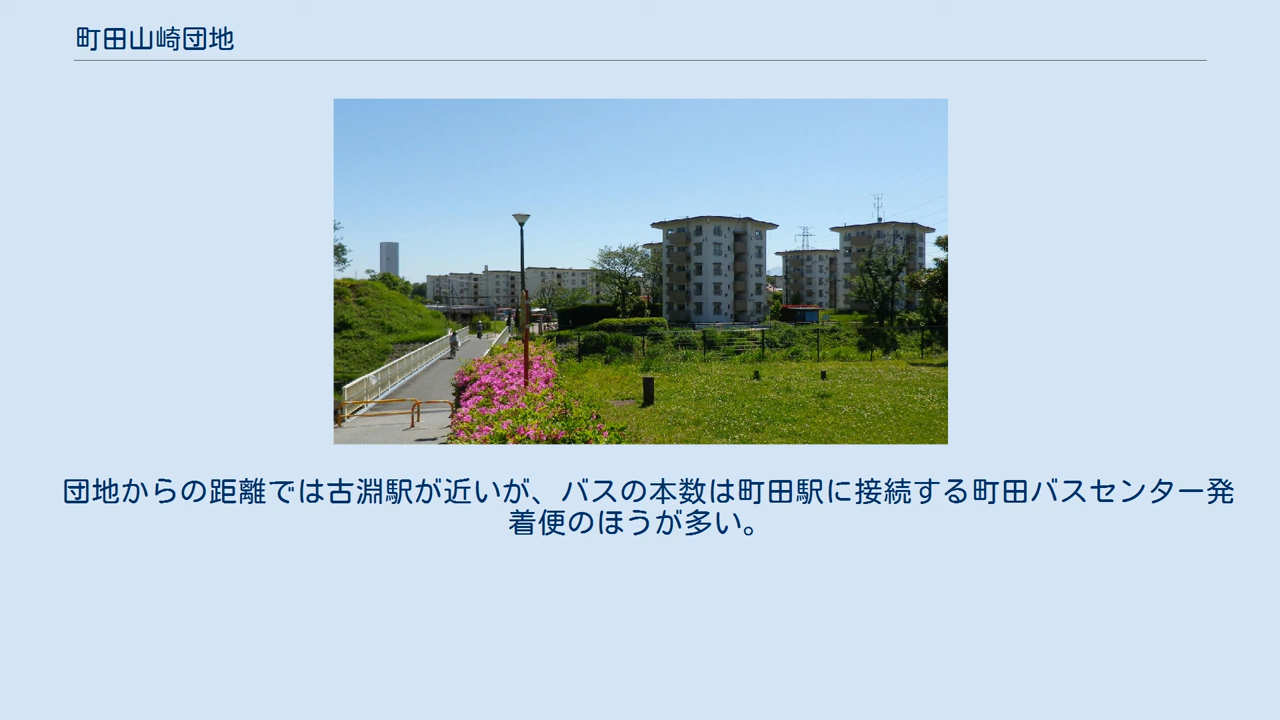 町田山崎団地
団地からの距離では古淵駅が近いが、バスの本数は町田駅に接続する町田バスセンター発
着便のほうが多い。